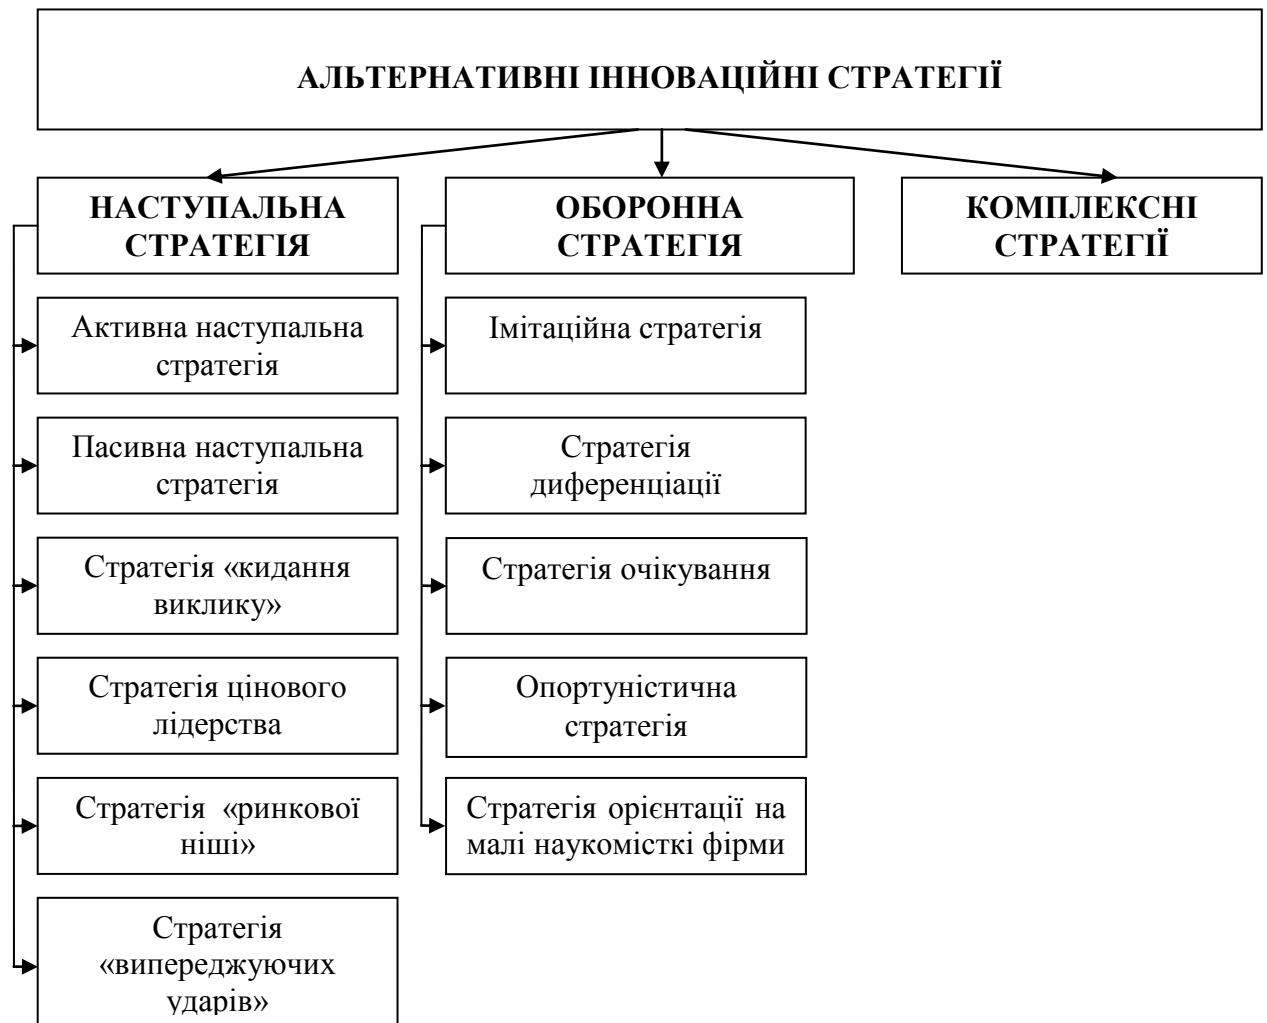 АЛЬТЕРНАТИВНІ ІННОВАЦІЙНІ СТРАТЕГІЇ
НАСТУПАЛЬНА
СТРАТЕГІЯ
ОБОРОННА
СТРАТЕГІЯ
КОМПЛЕКСНІ
СТРАТЕГІЇ
Активна наступальна
стратегія
Пасивна наступальна
стратегія
Стратегія «кидання
виклику»
Стратегія цінового
лідерства
Стратегія «ринкової
ніші»
Стратегія
«випереджуючих
ударів»
Імітаційна стратегія
Стратегія
диференціації
Стратегія очікування
Опортуністична
стратегія
Стратегія орієнтації на
малі наукомісткі фірми